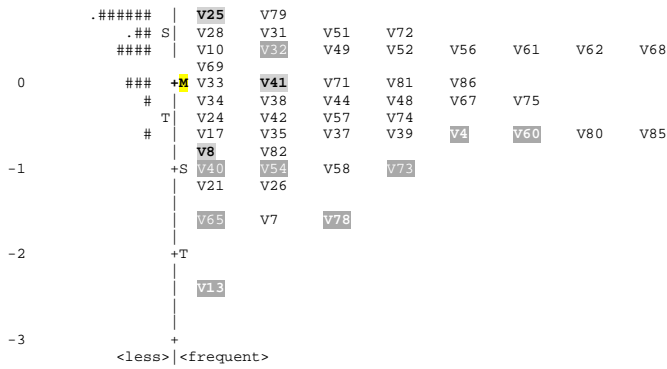 .###### | V25 V79
.## S| V28 V31 V51 V72
#### | V10 V32 V49 V52 V56 V61 V62 V68
| V69
0 ### +M V33 V41 V71 V81 V86
# | V34 V38 V44 V48 V67 V75
T| V24 V42 V57 V74
# | V17 V35 V37 V39 V4 V60 V80 V85
| V8 V82
-1 +S V40 V54 V58 V73
| V21 V26
|
| V65 V7 V78
|
-2 +T
|
| V13
|
|
-3 +
<less>|<frequent>